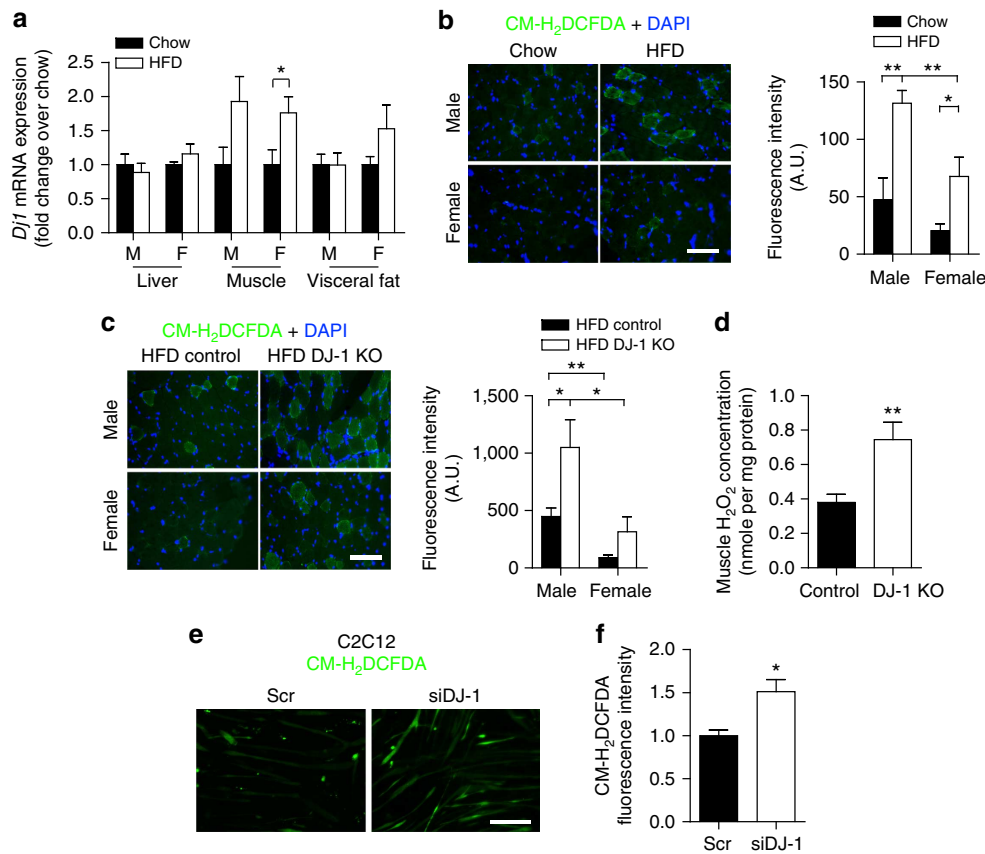 a
Chow
HFD
Dj1 mRNA expression
(fold change over chow)
2.5
2.0
1.5
1.0
0.5
0.0
*
M F M F M F
Liver Muscle Visceral fat
b
CM-H₂DCFDA + DAPI
Chow HFD
Male
Female
Chow
HFD
Fluorescence intensity
(A.U.)
150
100
50
0
** **
*
Male Female
c
CM-H₂DCFDA + DAPI
HFD control HFD DJ-1 KO
Male
Female
HFD control
HFD DJ-1 KO
Fluorescence intensity
(A.U.)
1,500
1,000
500
0
**
* *
Male Female
d
Muscle H₂O₂ concentration
(nmole per mg protein)
0.8
0.6
0.4
0.2
0.0
1.0
**
Control DJ-1 KO
e
C2C12
CM-H₂DCFDA
Scr siDJ-1
f
CM-H₂DCFDA
fluorescence intensity
2.0
1.5
1.0
0.5
0.0
*
Scr siDJ-1